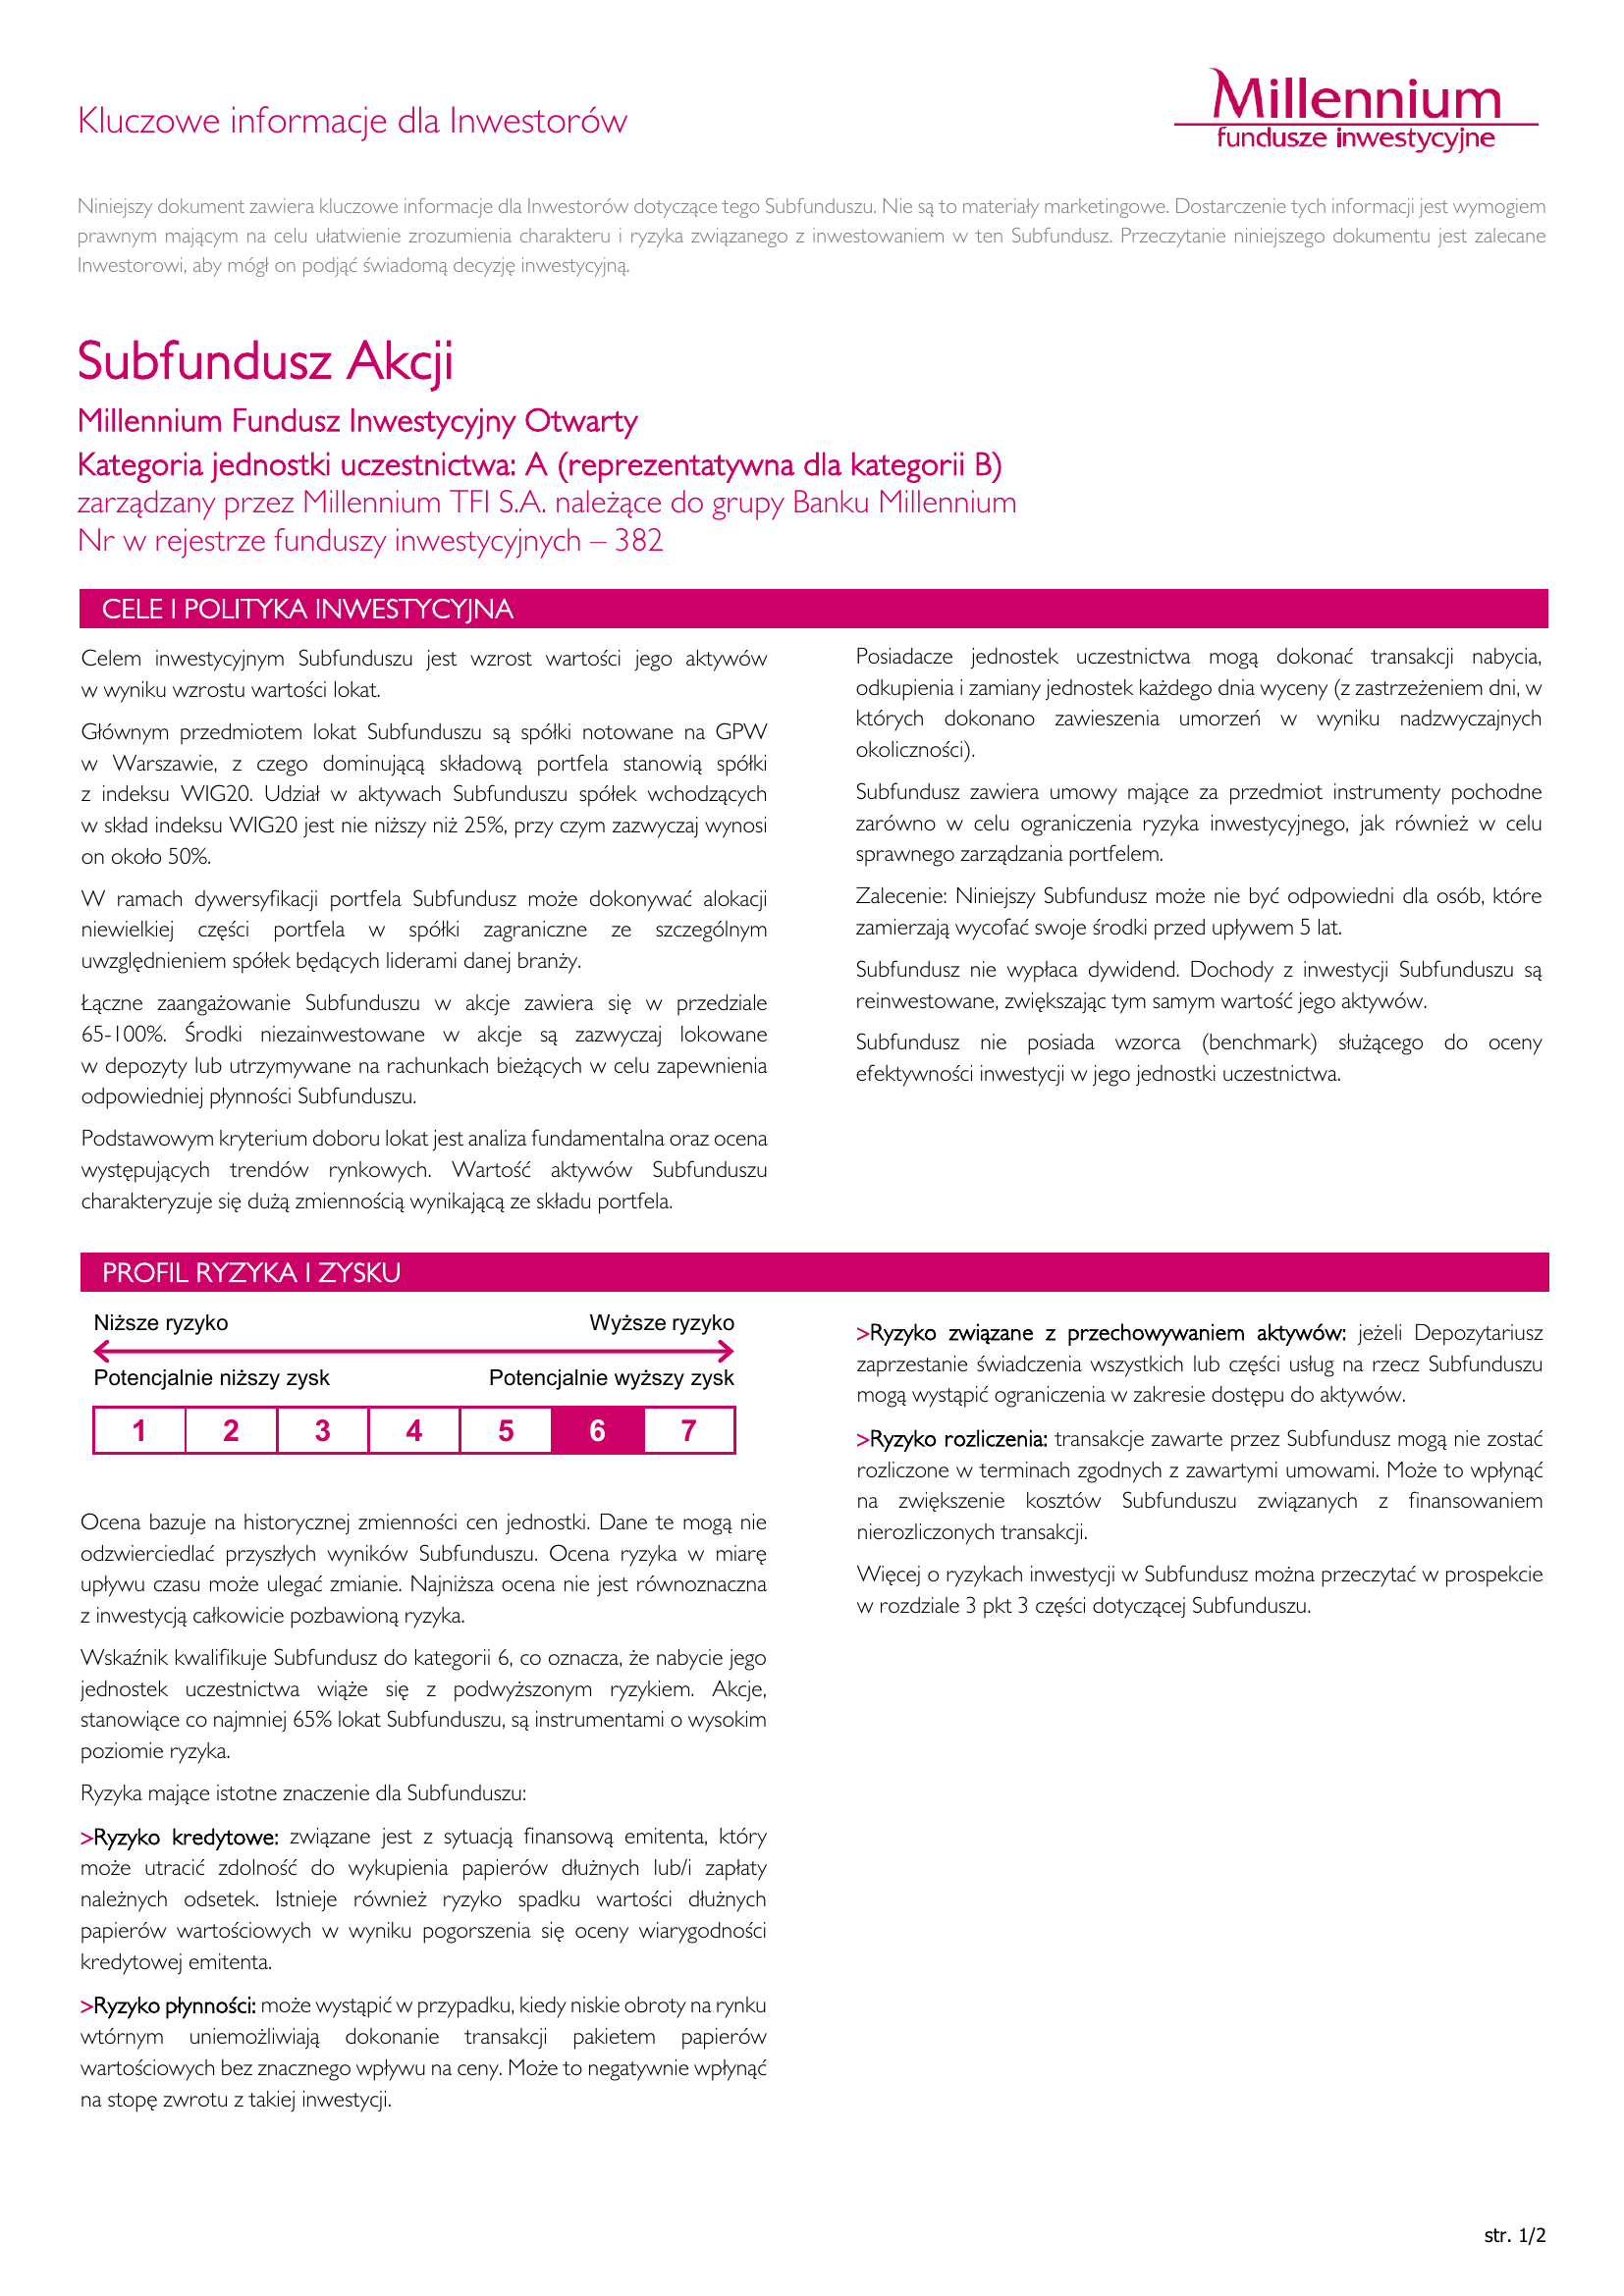 Kluczowe informacje dla Inwestorów
Millennium
fundusze inwestycyjne
Niniejszy dokument zawiera kluczowe informacje dla Inwestorów dotyczące tego Subfunduszu. Nie są to materiały marketingowe. Dostarczenie tych informacji jest wymogiem
prawnym mającym na celu ułatwienie zrozumienia charakteru i ryzyka związanego z inwestowaniem w ten Subfundusz. Przeczytanie niniejszego dokumentu jest zalecane
Inwestorowi, aby mógł on podjąć świadomą decyzję inwestycyjną.
Subfundusz Akcji
Millennium Fundusz Inwestycyjny Otwarty
Kategoria jednostki uczestnictwa: A (reprezentatywna dla kategorii B)
zarządzany przez Millennium TFI S.A. należące do grupy Banku Millennium
Nr w rejestrze funduszy inwestycyjnych – 382
CELE I POLITYKA INWESTYCYJNA
Celem inwestycyjnym Subfunduszu jest wzrost wartości jego aktywów
w wyniku wzrostu wartości lokat.
Głównym przedmiotem lokat Subfunduszu są spółki notowane na GPW
w Warszawie, z czego dominującą składową portfela stanowią spółki
z indeksu WIG20. Udział w aktywach Subfunduszu spółek wchodzących
w skład indeksu WIG20 jest nie niższy niż 25%, przy czym zazwyczaj wynosi
on około 50%.
W ramach dywersyfikacji portfela Subfundusz może dokonywać alokacji
niewielkiej części portfela w spółki zagraniczne ze szczególnym
uwzględnieniem spółek będących liderami danej branży.
Łączne zaangażowanie Subfunduszu w akcje zawiera się w przedziale
65-100%. Środki niezainwestowane w akcje są zazwyczaj lokowane
w depozyty lub utrzymywane na rachunkach bieżących w celu zapewnienia
odpowiedniej płynności Subfunduszu.
Podstawowym kryterium doboru lokat jest analiza fundamentalna oraz ocena
występujących trendów rynkowych. Wartość aktywów Subfunduszu
charakteryzuje się dużą zmiennością wynikającą ze składu portfela.
Posiadacze jednostek uczestnictwa mogą dokonać transakcji nabycia,
odkupienia i zamiany jednostek każdego dnia wyceny (z zastrzeżeniem dni, w
których dokonano zawieszenia umorzeń w wyniku nadzwyczajnych
okoliczności).
Subfundusz zawiera umowy mające za przedmiot instrumenty pochodne
zarówno w celu ograniczenia ryzyka inwestycyjnego, jak również w celu
sprawnego zarządzania portfelem.
Zalecenie: Niniejszy Subfundusz może nie być odpowiedni dla osób, które
zamierzają wycofać swoje środki przed upływem 5 lat.
Subfundusz nie wypłaca dywidend. Dochody z inwestycji Subfunduszu są
reinwestowane, zwiększając tym samym wartość jego aktywów.
Subfundusz nie posiada wzorca (benchmark) służącego do oceny
efektywności inwestycji w jego jednostki uczestnictwa.
PROFIL RYZYKA I ZYSKU
Niższe ryzyko Wyższe ryzyko
Potencjalnie niższy zysk Potencjalnie wyższy zysk
1 2 3 4 5 6 7
Ocena bazuje na historycznej zmienności cen jednostki. Dane te mogą nie
odzwierciedlać przyszłych wyników Subfunduszu. Ocena ryzyka w miarę
upływu czasu może ulegać zmianie. Najniższa ocena nie jest równoznaczna
z inwestycją całkowicie pozbawioną ryzyka.
Wskaźnik kwalifikuje Subfundusz do kategorii 6, co oznacza, że nabycie jego
jednostek uczestnictwa wiąże się z podwyższonym ryzykiem. Akcje,
stanowiące co najmniej 65% lokat Subfunduszu, są instrumentami o wysokim
poziomie ryzyka.
Ryzyka mające istotne znaczenie dla Subfunduszu:
>Ryzyko kredytowe: związane jest z sytuacją finansową emitenta, który
może utracić zdolność do wykupienia papierów dłużnych lub/i zapłaty
należnych odsetek. Istnieje również ryzyko spadku wartości dłużnych
papierów wartościowych w wyniku pogorszenia się oceny wiarygodności
kredytowej emitenta.
>Ryzyko płynności: może wystąpić w przypadku, kiedy niskie obroty na rynku
wtórnym uniemożliwiają dokonanie transakcji pakietem papierów
wartościowych bez znacznego wpływu na ceny. Może to negatywnie wpłynąć
na stopę zwrotu z takiej inwestycji.
>Ryzyko związane z przechowywaniem aktywów: jeżeli Depozytariusz
zaprzestanie świadczenia wszystkich lub części usług na rzecz Subfunduszu
mogą wystąpić ograniczenia w zakresie dostępu do aktywów.
>Ryzyko rozliczenia: transakcje zawarte przez Subfundusz mogą nie zostać
rozliczone w terminach zgodnych z zawartymi umowami. Może to wpłynąć
na zwiększenie kosztów Subfunduszu związanych z finansowaniem
nierozliczonych transakcji.
Więcej o ryzykach inwestycji w Subfundusz można przeczytać w prospekcie
w rozdziale 3 pkt 3 części dotyczącej Subfunduszu.
str. 1/2